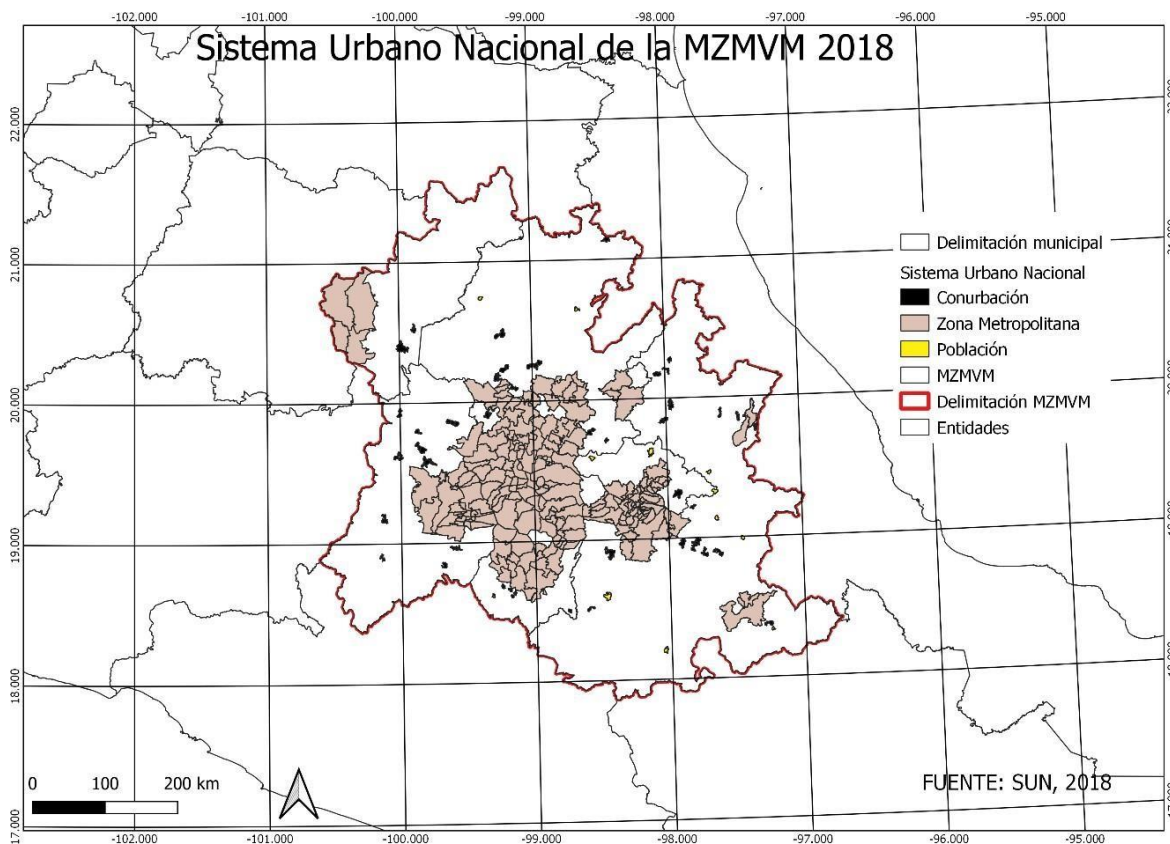 -102.000 -101.000 -100.000 -99.000 -98.000 -97.000 -96.000 -95.000
Sistema Urbano Nacional de la MZMVM 2018
22.000
21.000
20.000
19.000
18.000
17.000
Delimitación municipal
Sistema Urbano Nacional
Conurbación
Zona Metropolitana
Población
MZMVM
Delimitación MZMVM
Entidades
0 100 200 km
FUENTE: SUN, 2018
-102.000 -101.000 -100.000 -99.000 -98.000 -97.000 -96.000 -95.000